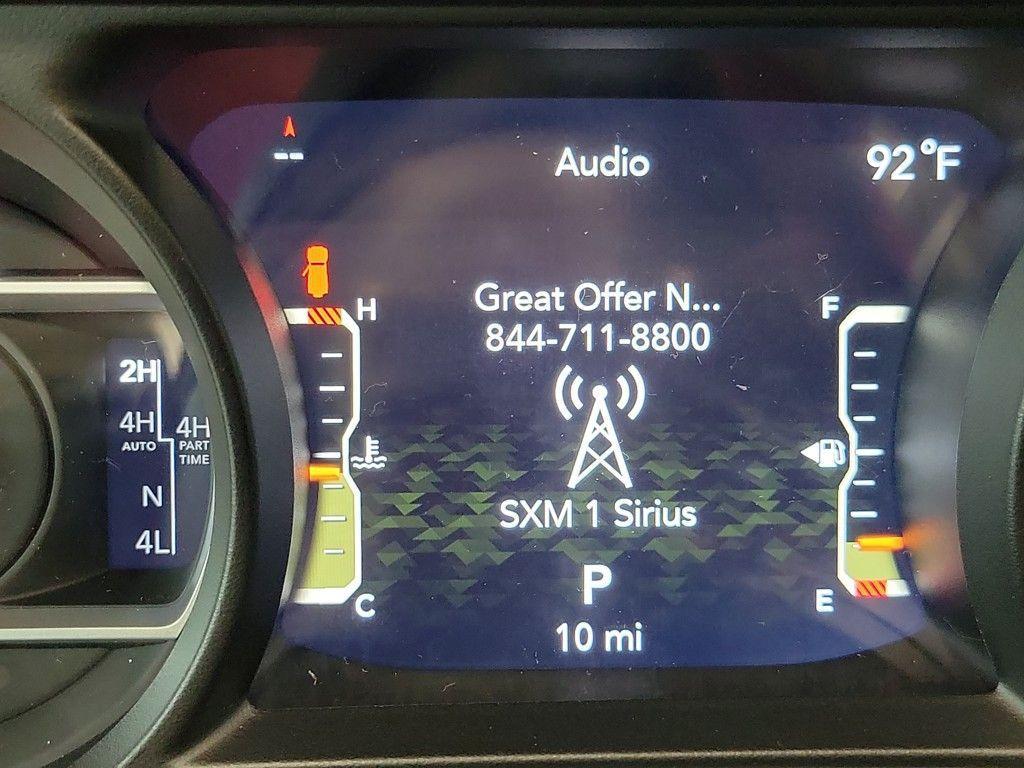 Audio
92°F
Great Offer N...
844-711-8800
H
F
2H
4H
AUTO
4H
PART
TIME
N
4L
SXM 1 Sirius
P
C
E
10 mi